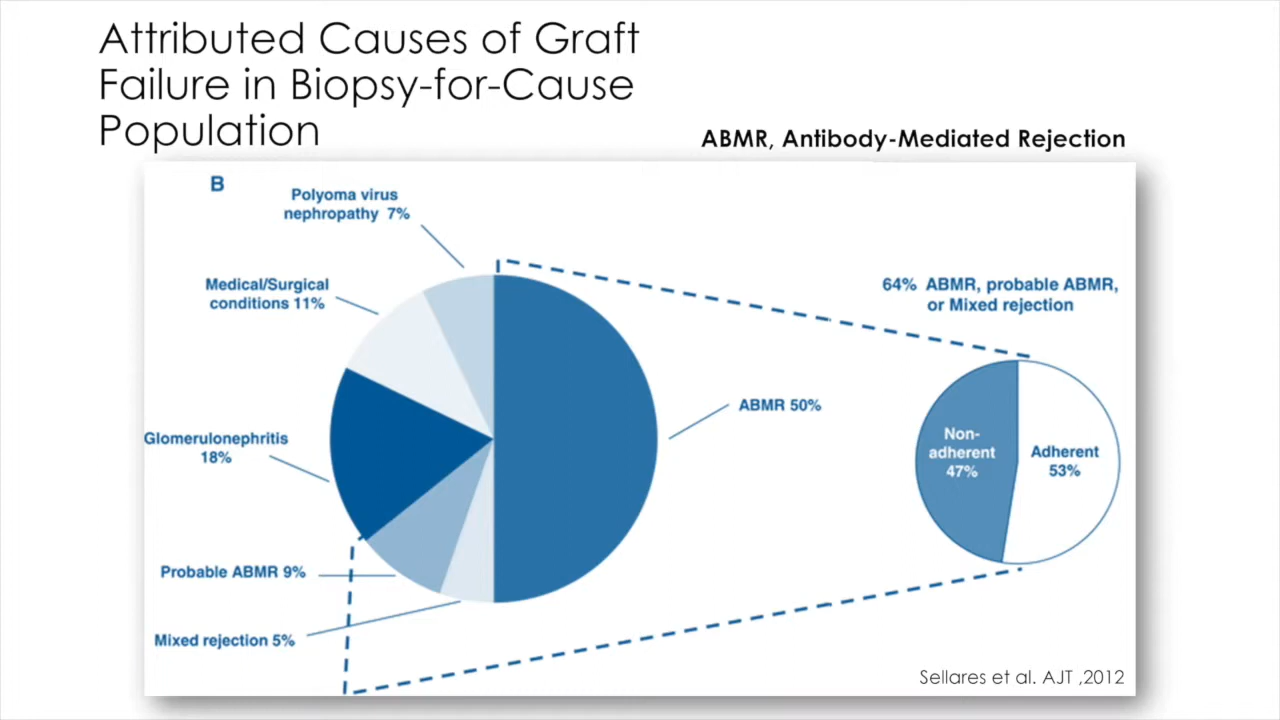 Attributed Causes of Graft
Failure in Biopsy-for-Cause
Population
ABMR, Antibody-Mediated Rejection
B
Polyoma virus
nephropathy 7%
Medical/Surgical
conditions 11%
64% ABMR, probable ABMR,
or Mixed rejection
ABMR 50%
Glomerulonephritis
18%
Non-
adherent
47%
Adherent
53%
Probable ABMR 9%
Mixed rejection 5%
Sellares et al. AJT ,2012